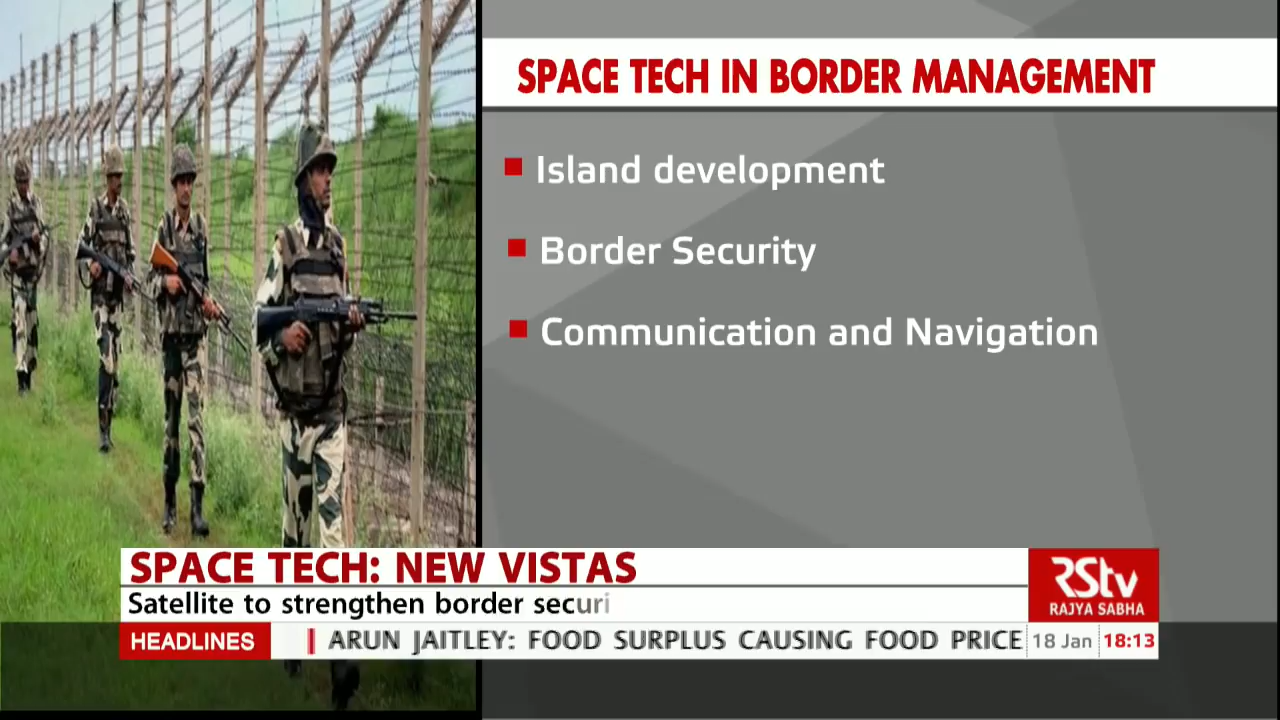 SPACE TECH IN BORDER MANAGEMENT
Island development
Border Security
Communication and Navigation
SPACE TECH: NEW VISTAS
Satellite to strengthen border securi
RStv
RAJYA SABHA
HEADLINES
ARUN JAITLEY: FOOD SURPLUS CAUSING FOOD PRICE
18 Jan
18:13